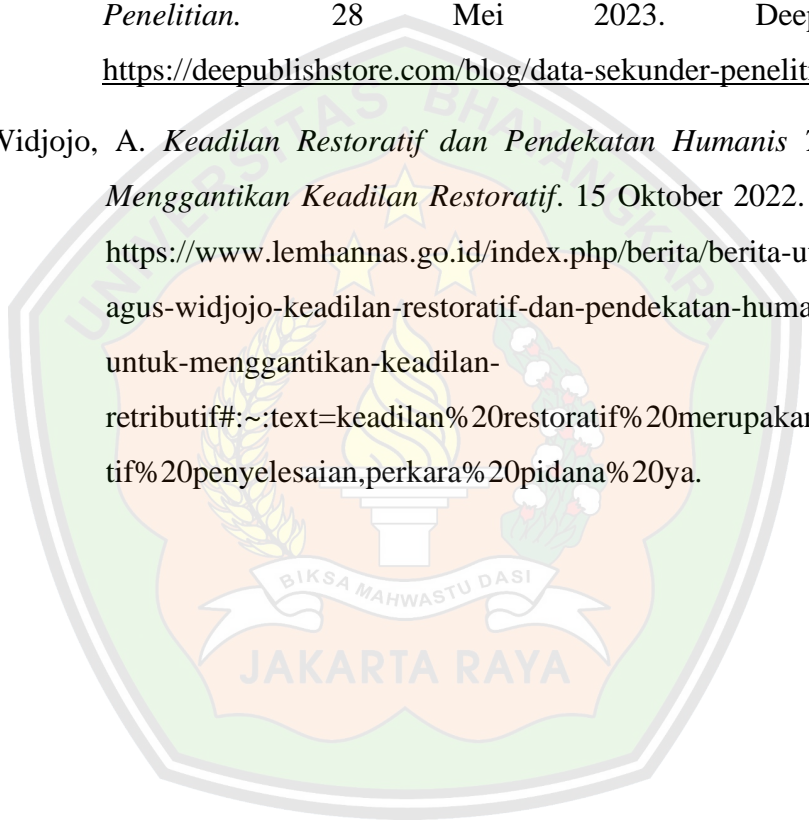 Penelitian. 28 Mei 2023. Deep
https://deepublishstore.com/blog/data-sekunder-penelit
Widjojo, A. Keadilan Restoratif dan Pendekatan Humanis
Menggantikan Keadilan Restoratif. 15 Oktober 2022.
https://www.lemhannas.go.id/index.php/berita/berita-u
agus-widjojo-keadilan-restoratif-dan-pendekatan-huma
untuk-menggantikan-keadilan-
retributif#:~:text=keadilan%20restoratif%20merupakan
tif%20penyelesaian,perkara%20pidana%20ya.
UNIVERSITAS BHAYANGKARA
BIKSA MAHWASTU DASI
JAKARTA RAYA